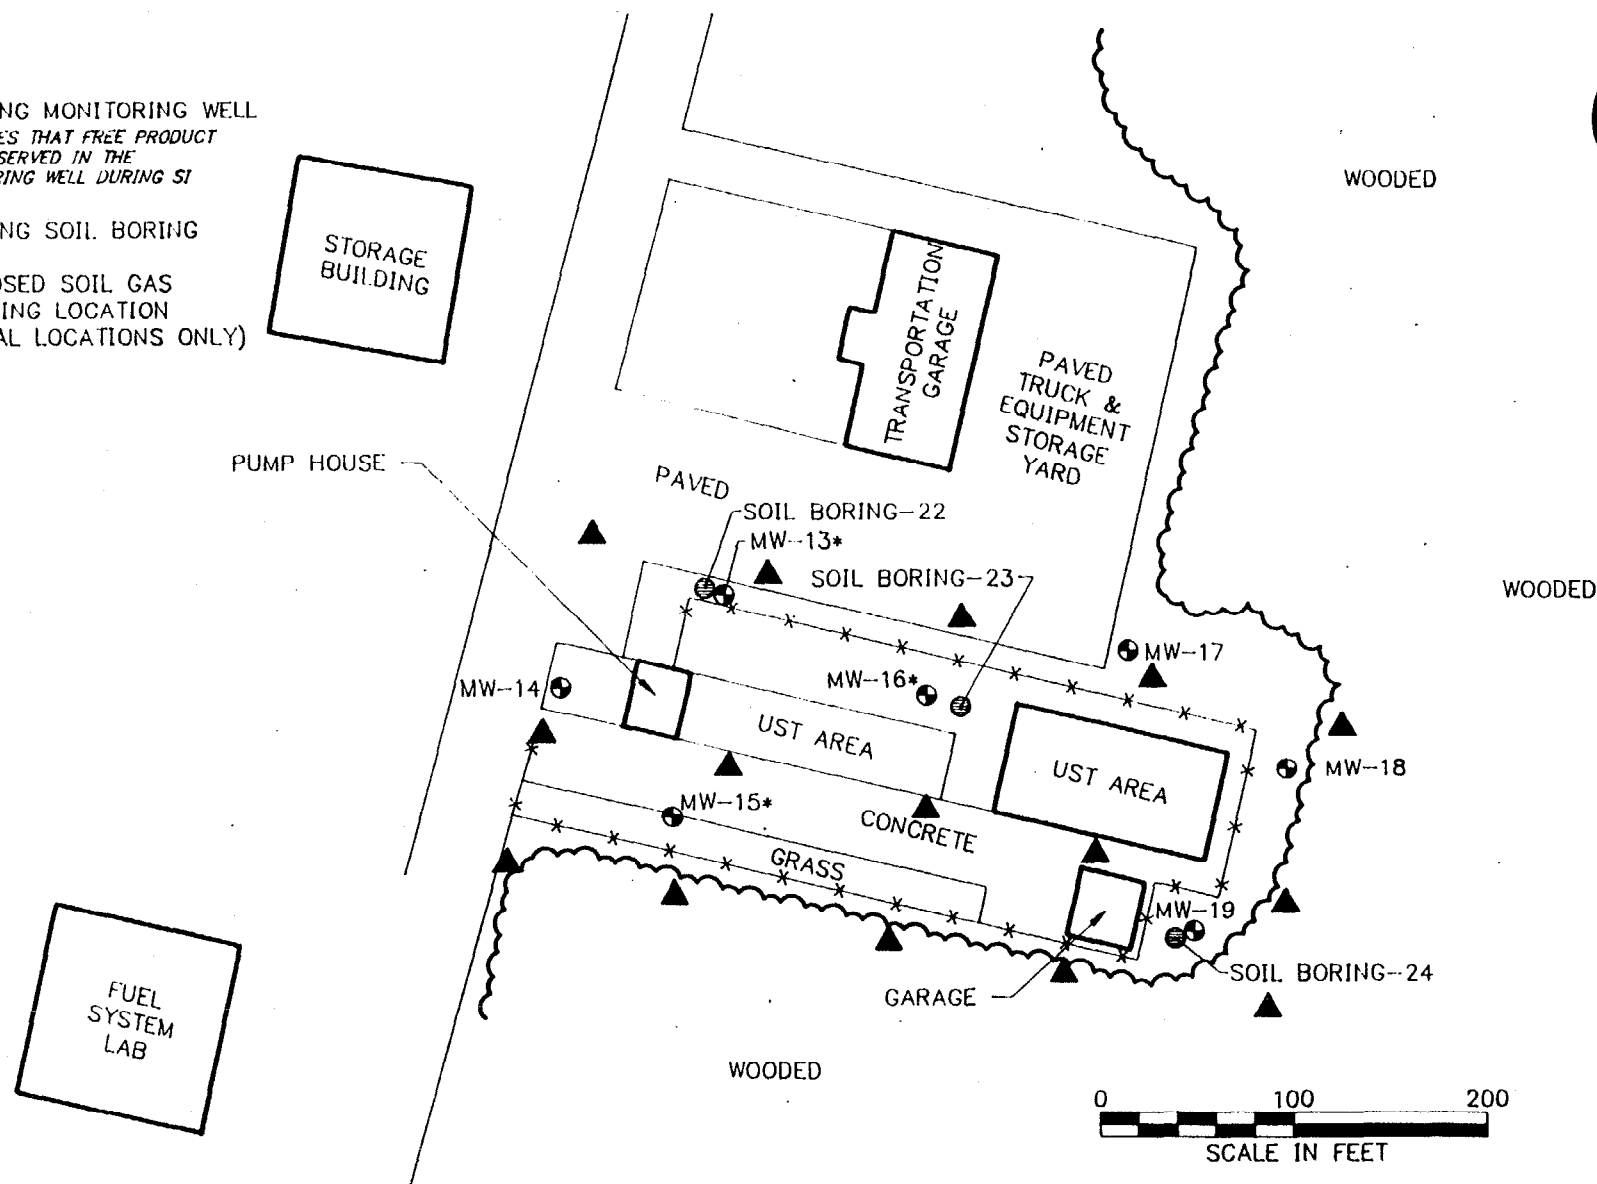 NG MONITORING WELL
ES THAT FREE PRODUCT
SERVED IN THE
RING WELL DURING SI
NG SOIL BORING
OSED SOIL GAS
ING LOCATION
AL LOCATIONS ONLY)
STORAGE
BUILDING
WOODED
TRANSPORTATION
GARAGE
PAVED
TRUCK &
EQUIPMENT
STORAGE
YARD
PUMP HOUSE
PAVED
SOIL BORING-22
MW-13*
SOIL BORING-23
WOODED
MW-17
MW-14
MW-16*
UST AREA
UST AREA
MW-18
MW-15*
CONCRETE
GRASS
MW-19
SOIL BORING-24
GARAGE
FUEL
SYSTEM
LAB
WOODED
0 100 200
SCALE IN FEET